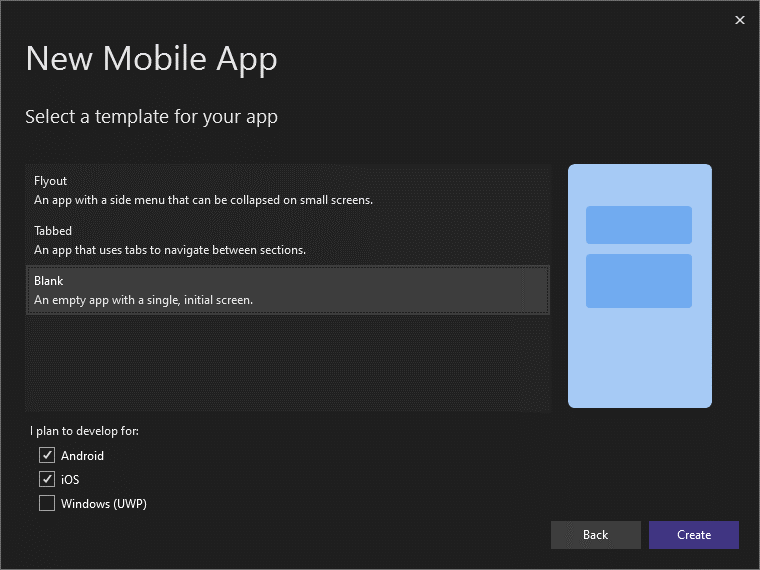 New Mobile App
Select a template for your app
Flyout
An app with a side menu that can be collapsed on small screens.
Tabbed
An app that uses tabs to navigate between sections.
Blank
An empty app with a single, initial screen.
I plan to develop for:
Android
iOS
Windows (UWP)
Back
Create